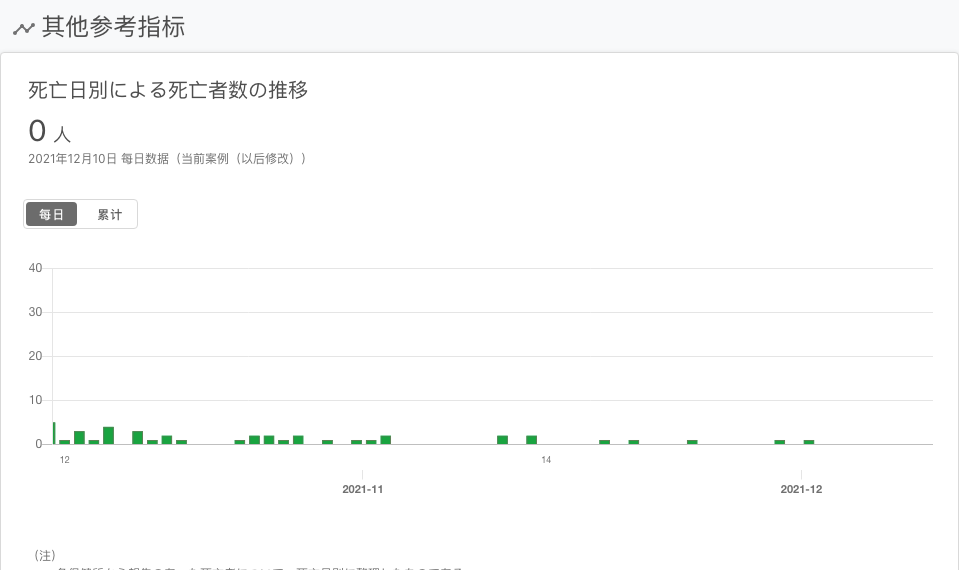 其他参考指标
死亡日別による死亡者数の推移
0 人
2021年12月10日 每日数据（当前案例（以后修改））
每日 累计
40
30
20
10
0
12 14
2021-11 2021-12
（注）